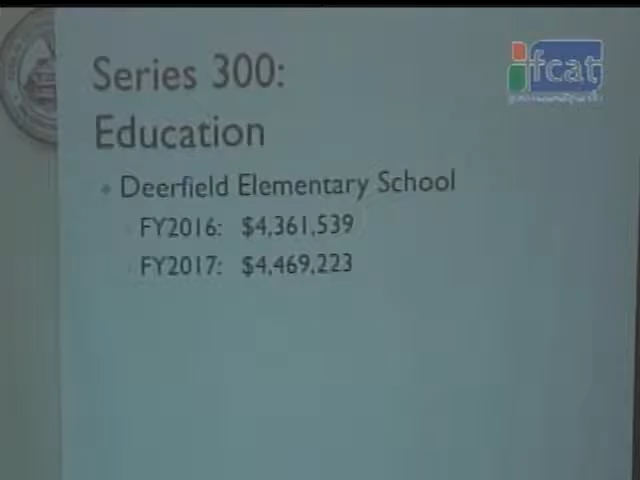 Series 300:
Education
fcat
• Deerfield Elementary School
FY2016: $4,361,539
FY2017: $4,469,223